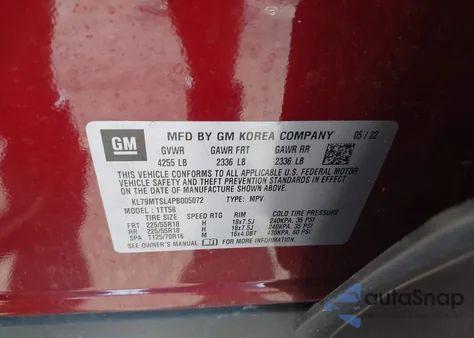 GM MFD BY GM KOREA COMPANY 05 / 22
GVWR GAWR FRT GAWR RR
4255 LB 2336 LB 2336 LB
THIS VEHICLE CONFORMS TO ALL APPLICABLE U.S. FEDERAL MOTOR
VEHICLE SAFETY AND THEFT PREVENTION STANDARDS IN EFFECT
ON THE DATE OF MANUFACTURE SHOWN ABOVE.
KL79MTSL4PB005072 TYPE: MPV
MODEL: 1TT56
TIRE SIZE SPEED RTG RIM COLD TIRE PRESSURE
FRT 225/55R18 H 18x7.5J 240KPA, 35 PSI
RR 225/55R18 H 18x7.5J 240KPA, 35 PSI
SPA T125/70R16 M 16x4.0BT 420KPA, 60 PSI
SEE OWNER'S MANUAL FOR MORE INFORMATION.
autoSnap